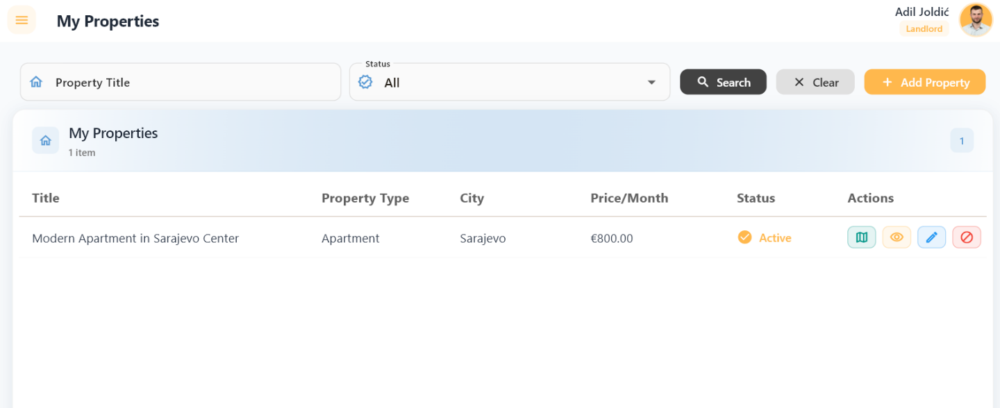 My Properties
Adil Joldić
Landlord
Property Title
Status
All
Search
Clear
Add Property
My Properties
1 item
1
Title Property Type City Price/Month Status Actions
Modern Apartment in Sarajevo Center Apartment Sarajevo €800.00 Active